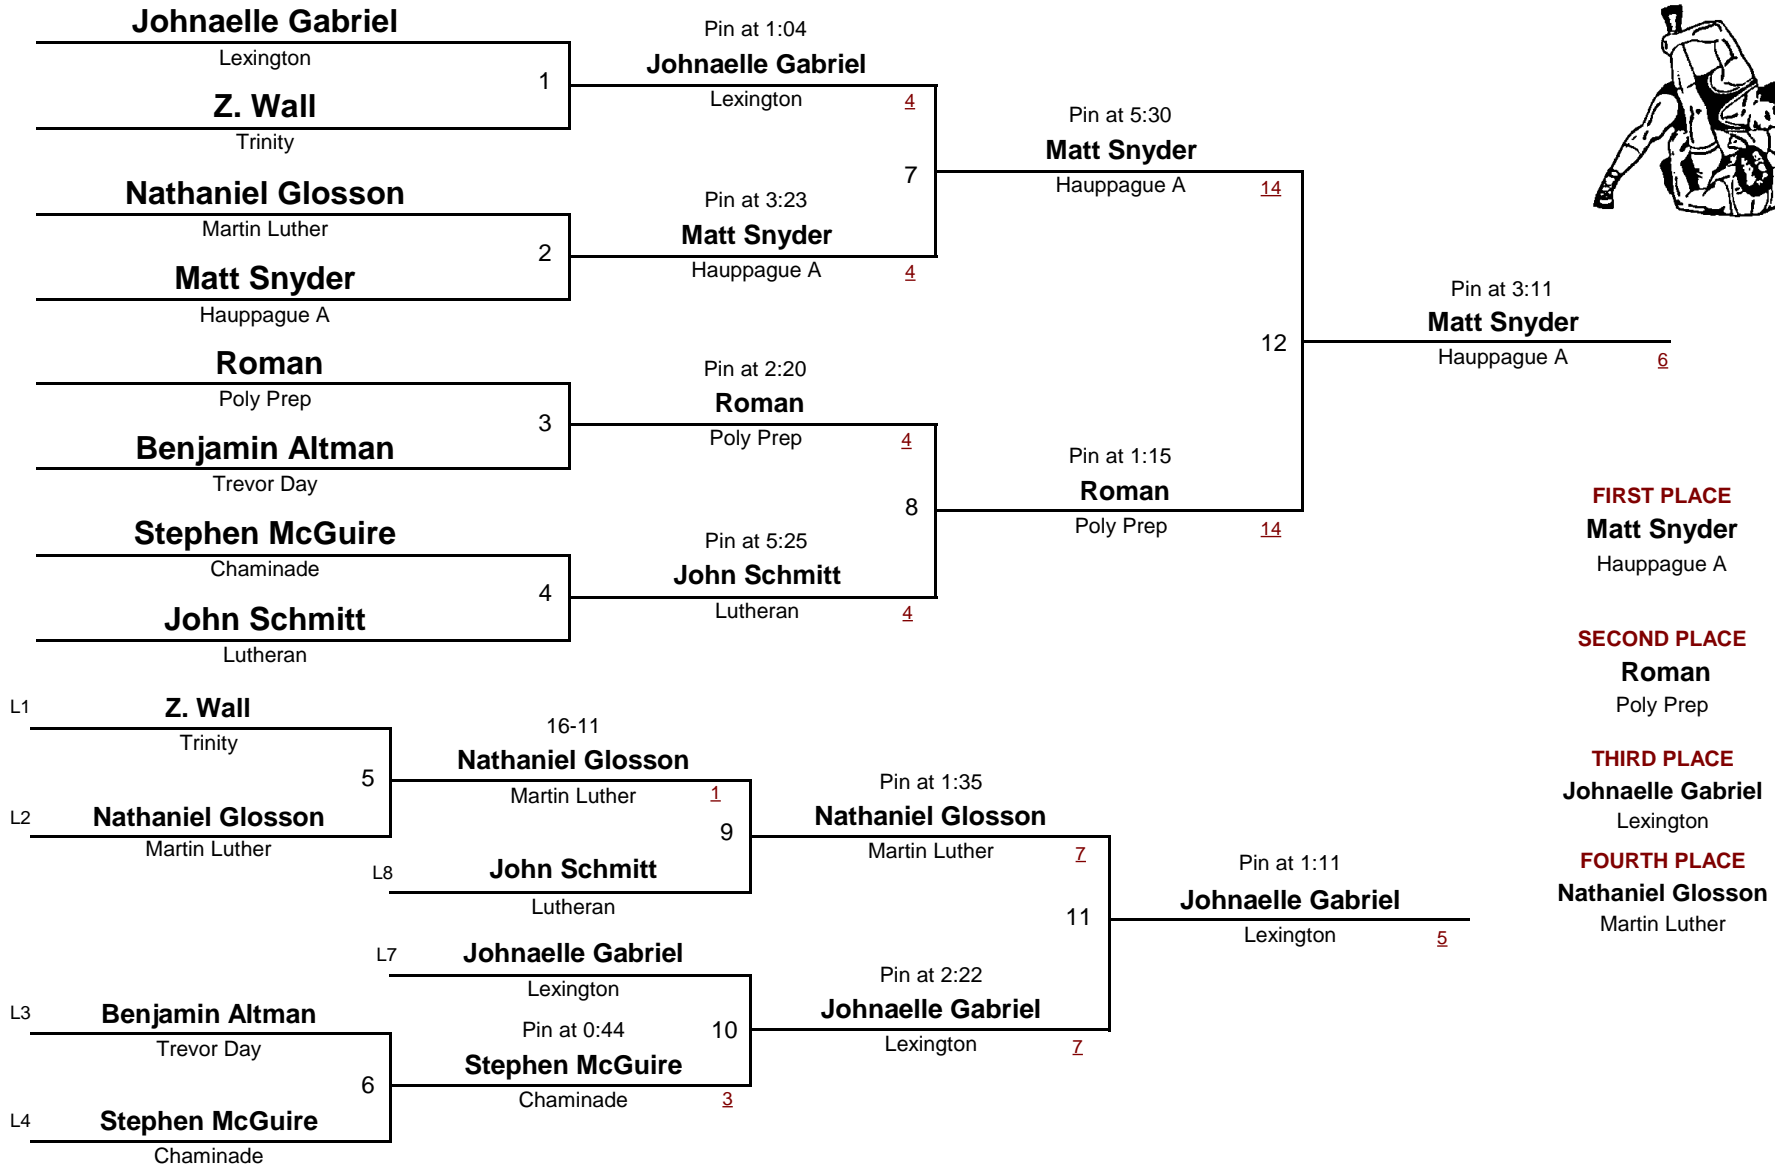 Johnaelle Gabriel
Lexington
1
Z. Wall
Trinity
Nathaniel Glosson
Martin Luther
2
Matt Snyder
Hauppague A
Roman
Poly Prep
3
Benjamin Altman
Trevor Day
Stephen McGuire
Chaminade
4
John Schmitt
Lutheran
Pin at 1:04
Johnaelle Gabriel
Lexington 4
7
Pin at 3:23
Matt Snyder
Hauppague A 4
Pin at 2:20
Roman
Poly Prep 4
8
Pin at 5:25
John Schmitt
Lutheran 4
Pin at 5:30
Matt Snyder
Hauppague A 14
12
Pin at 1:15
Roman
Poly Prep 14
Pin at 3:11
Matt Snyder
Hauppague A 6
FIRST PLACE
Matt Snyder
Hauppague A
SECOND PLACE
Roman
Poly Prep
THIRD PLACE
Johnaelle Gabriel
Lexington
FOURTH PLACE
Nathaniel Glosson
Martin Luther
L1 Z. Wall
Trinity
5
L2 Nathaniel Glosson
Martin Luther
16-11
Nathaniel Glosson
Martin Luther 1
9
L8 John Schmitt
Lutheran
L7 Johnaelle Gabriel
Lexington
10
Pin at 0:44
Stephen McGuire
Chaminade 3
L3 Benjamin Altman
Trevor Day
6
L4 Stephen McGuire
Chaminade
Pin at 1:35
Nathaniel Glosson
Martin Luther 7
11
Pin at 2:22
Johnaelle Gabriel
Lexington 7
Pin at 1:11
Johnaelle Gabriel
Lexington 5